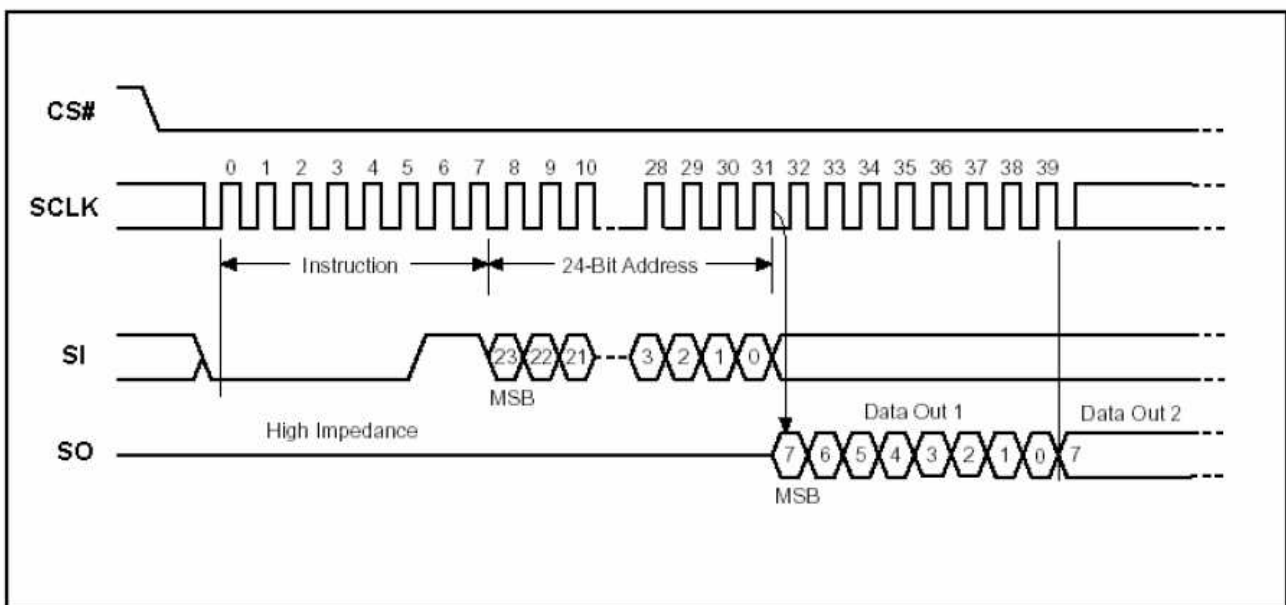 CS#
0 1 2 3 4 5 6 7 8 9 10 28 29 30 31 32 33 34 35 36 37 38 39
SCLK
Instruction 24-Bit Address
SI
23 22 21 3 2 1 0
MSB
High Impedance Data Out 1 Data Out 2
SO
7 6 5 4 3 2 1 0 7
MSB